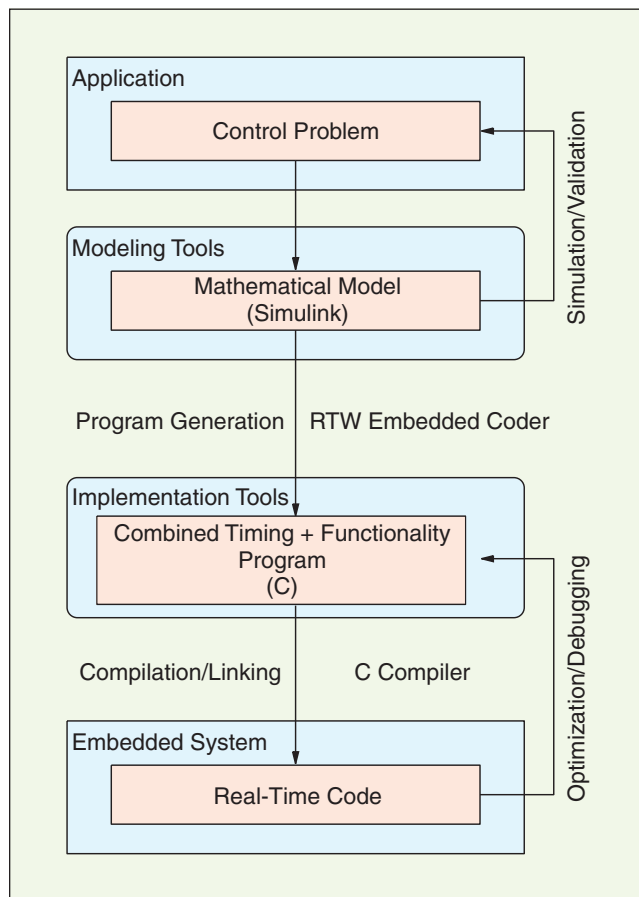 Application
Control Problem
Simulation/Validation
Modeling Tools
Mathematical Model
(Simulink)
Program Generation
RTW Embedded Coder
Implementation Tools
Combined Timing + Functionality
Program
(C)
Optimization/Debugging
Compilation/Linking
C Compiler
Embedded System
Real-Time Code